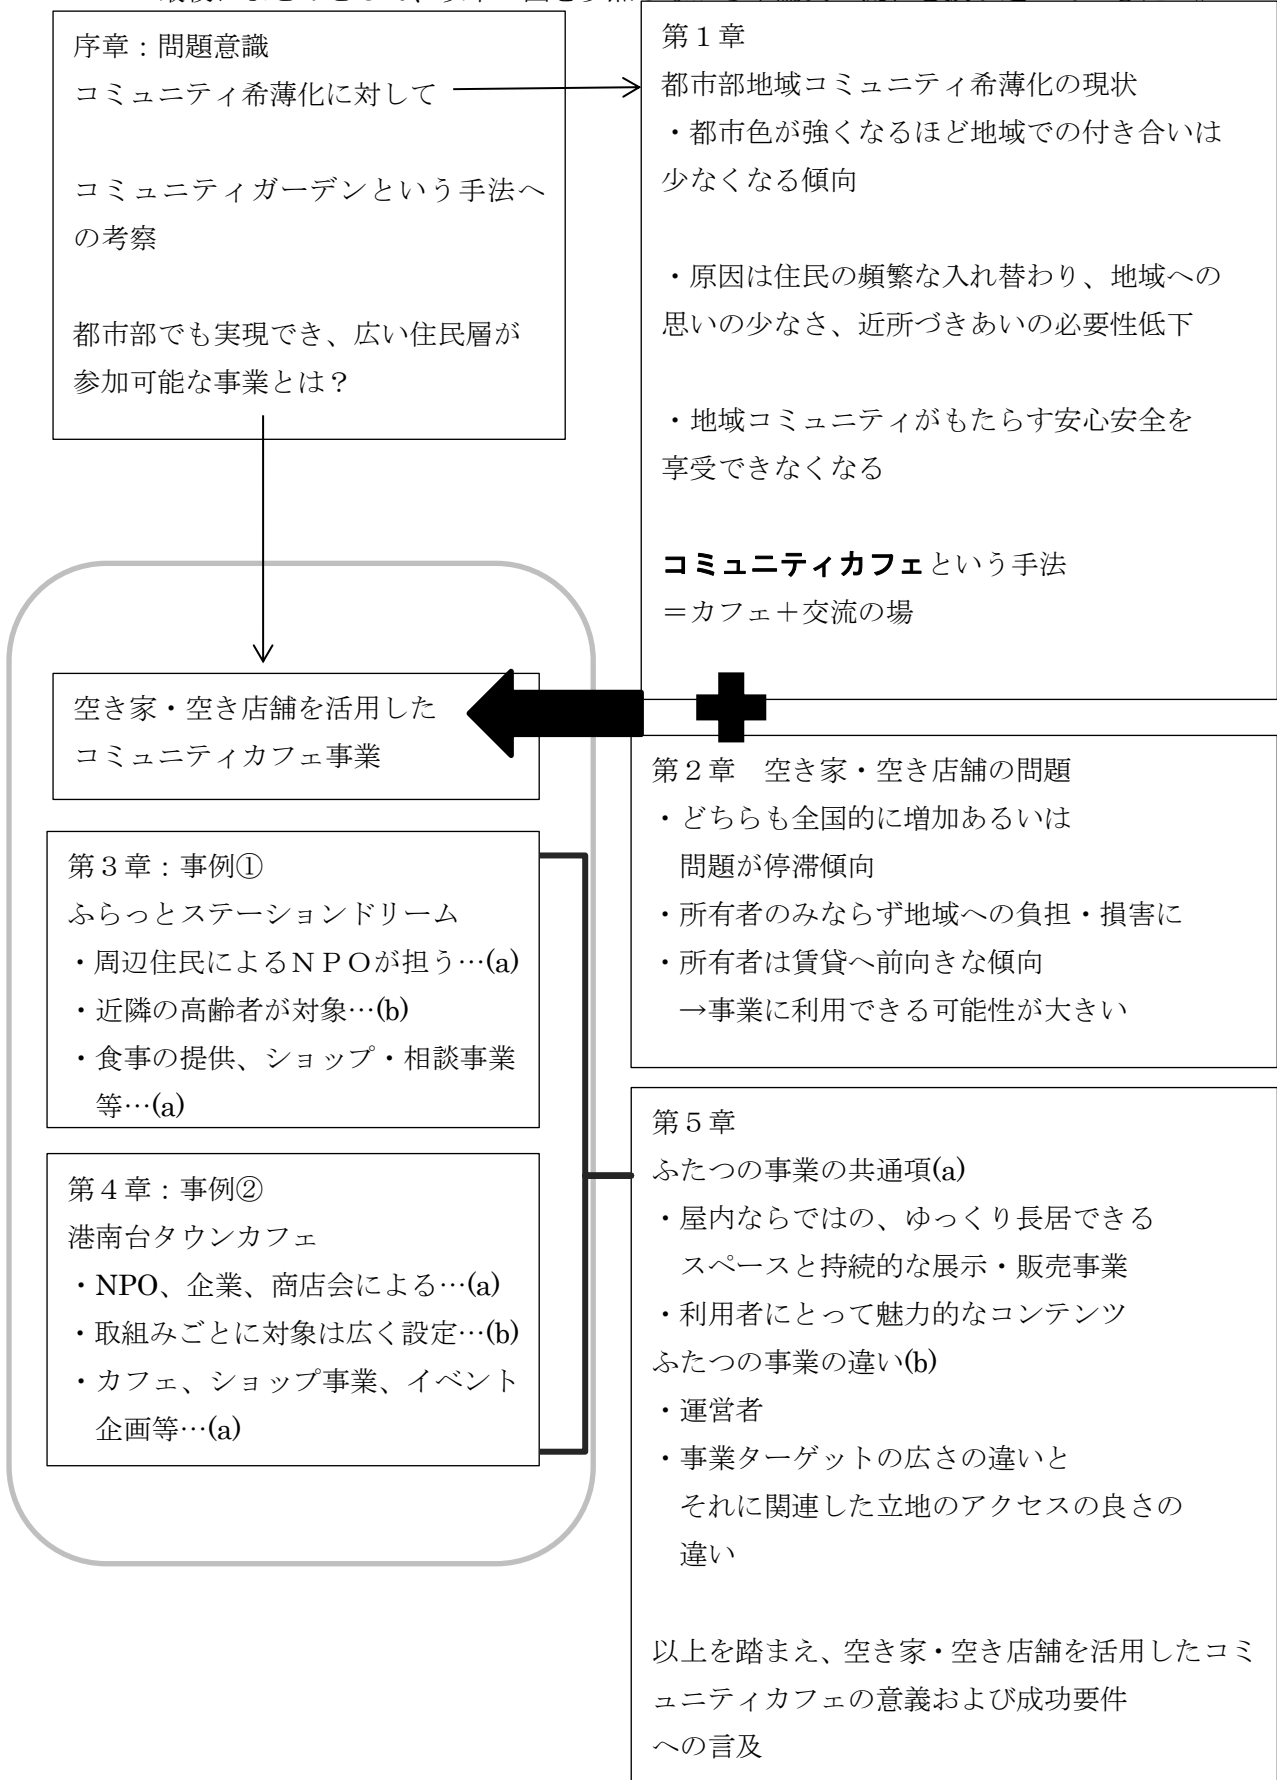 序章：問題意識
コミュニティ希薄化に対して
コミュニティガーデンという手法へ
の考察
都市部でも実現でき、広い住民層が
参加可能な事業とは？
第１章
都市部地域コミュニティ希薄化の現状
・都市色が強くなるほど地域での付き合いは
少なくなる傾向
・原因は住民の頻繁な入れ替わり、地域への
思いの少なさ、近所づきあいの必要性低下
・地域コミュニティがもたらす安心安全を
享受できなくなる
コミュニティカフェという手法
＝カフェ＋交流の場
空き家・空き店舗を活用した
コミュニティカフェ事業
第２章　空き家・空き店舗の問題
・どちらも全国的に増加あるいは
問題が停滞傾向
・所有者のみならず地域への負担・損害に
・所有者は賃貸へ前向きな傾向
→事業に利用できる可能性が大きい
第３章：事例①
ふらっとステーションドリーム
・周辺住民によるＮＰＯが担う…(a)
・近隣の高齢者が対象…(b)
・食事の提供、ショップ・相談事業
等…(a)
第４章：事例②
港南台タウンカフェ
・NPO、企業、商店会による…(a)
・取組みごとに対象は広く設定…(b)
・カフェ、ショップ事業、イベント
企画等…(a)
第５章
ふたつの事業の共通項(a)
・屋内ならではの、ゆっくり長居できる
スペースと持続的な展示・販売事業
・利用者にとって魅力的なコンテンツ
ふたつの事業の違い(b)
・運営者
・事業ターゲットの広さの違いと
それに関連した立地のアクセスの良さの
違い
以上を踏まえ、空き家・空き店舗を活用したコミ
ュニティカフェの意義および成功要件
への言及